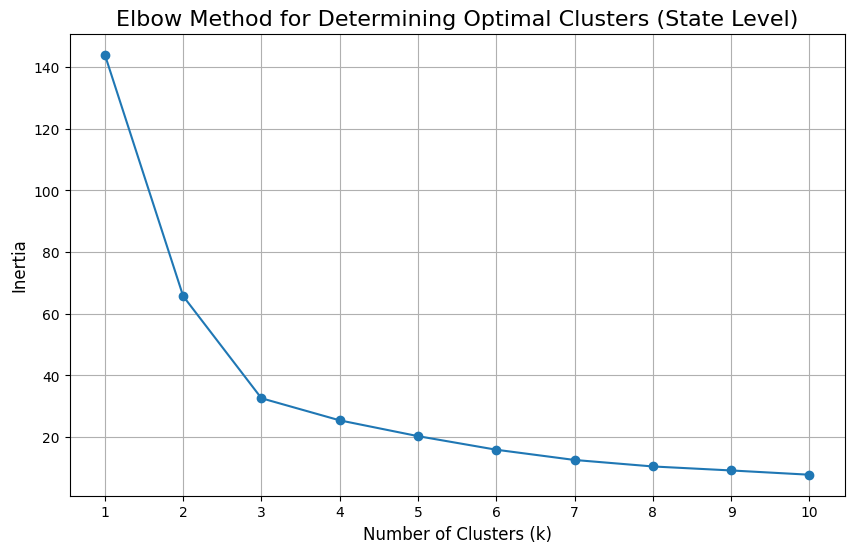 Elbow Method for Determining Optimal Clusters (State Level)
140
120
100
80
60
40
20
Inertia
1 2 3 4 5 6 7 8 9 10
Number of Clusters (k)